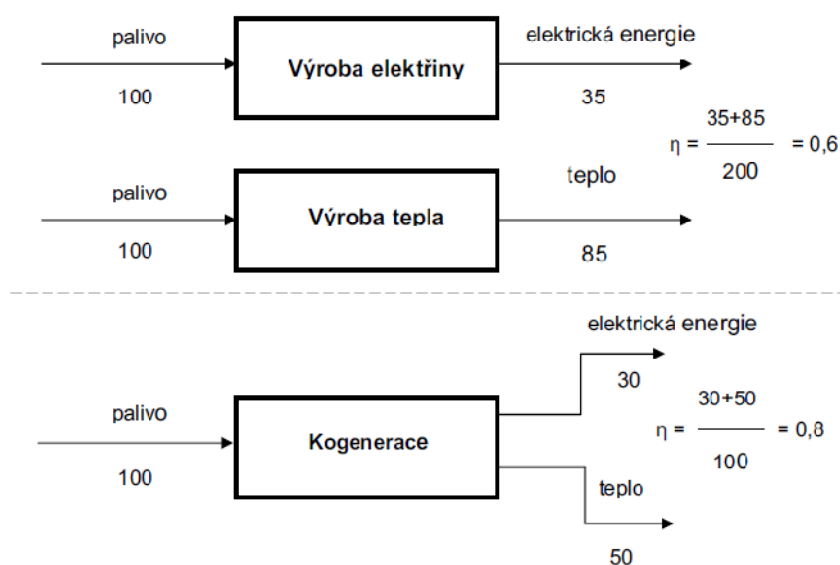 palivo
100
Výroba elektřiny
elektrická energie
35
palivo
100
Výroba tepla
teplo
85
η = 35+85 / 200 = 0,6
palivo
100
Kogenerace
elektrická energie
30
teplo
50
η = 30+50 / 100 = 0,8